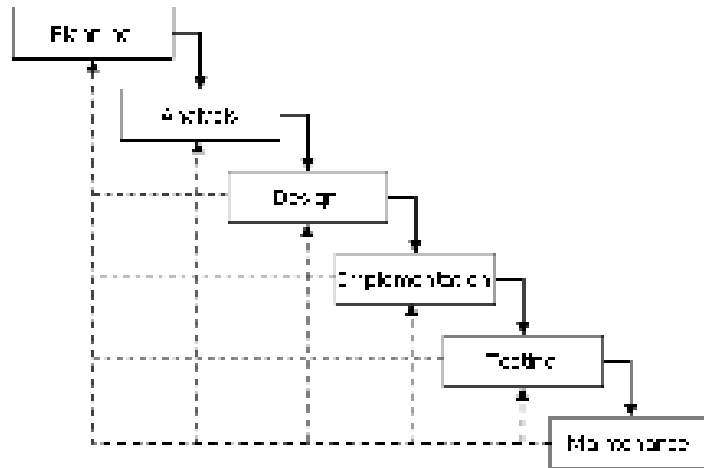 Planning
Analysis
Design
Implementation
Testing
Maintenance